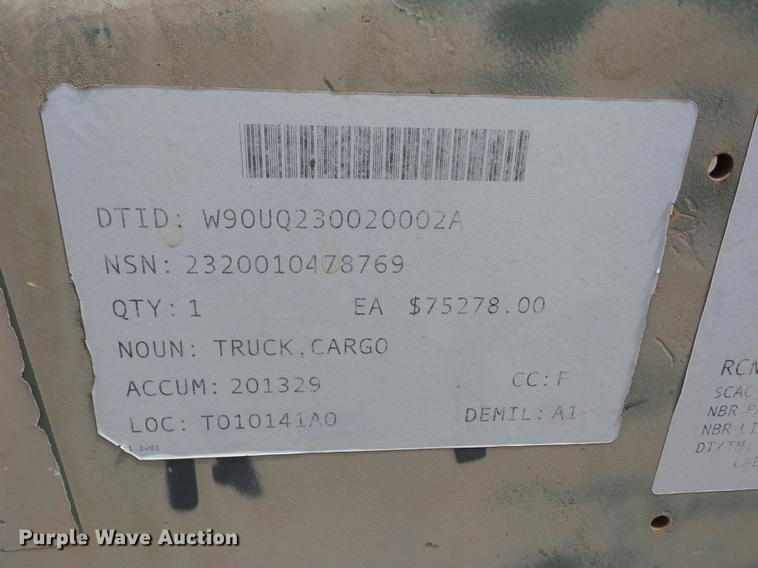 DTID: W90UQ230020002A
NSN: 2320010478769
QTY: 1 EA $75278.00
NOUN: TRUCK, CARGO
ACCUM: 201329 CC: F
LOC: T010141A0 DEMIL: A1
RCN
SCAC
NBR
NBR LI
DT/TM:
Purple Wave Auction